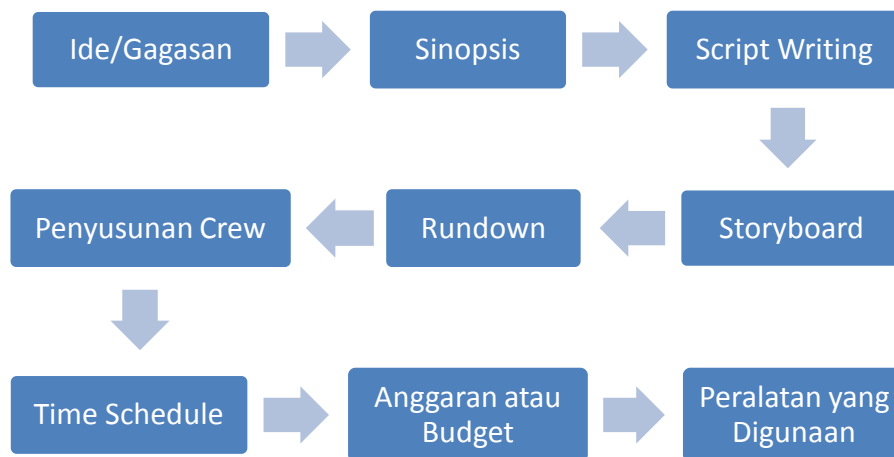 Ide/Gagasan
Sinopsis
Script Writing
Storyboard
Rundown
Penyusunan Crew
Time Schedule
Anggaran atau
Budget
Peralatan yang
Digunaan